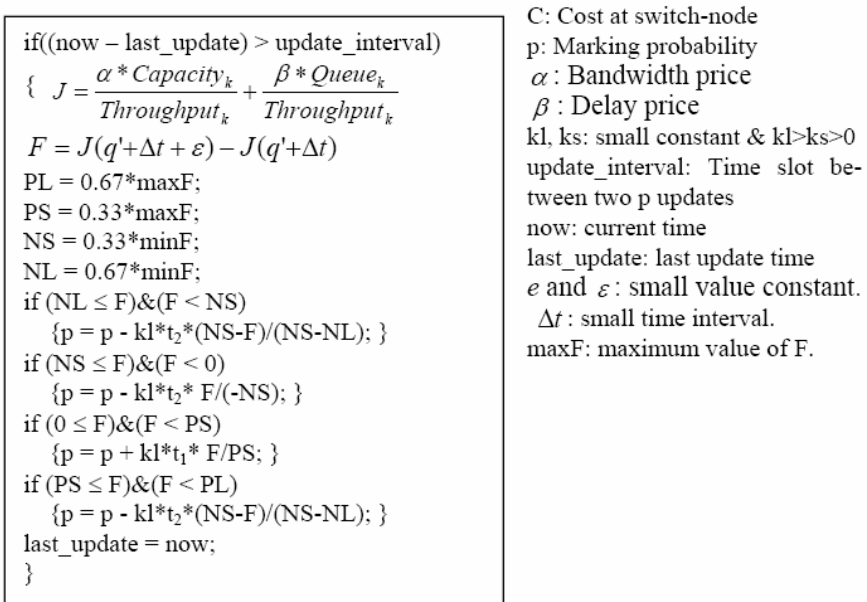 if((now – last_update) > update_interval)
{ J = α * Capacity_k / Throughput_k + β * Queue_k / Throughput_k
F = J(q'+Δt + ε) – J(q'+Δt)
PL = 0.67*maxF;
PS = 0.33*maxF;
NS = 0.33*minF;
NL = 0.67*minF;
if (NL ≤ F)&(F < NS)
{p = p - kl*t₂*(NS-F)/(NS-NL); }
if (NS ≤ F)&(F < 0)
{p = p - kl*t₂* F/(-NS); }
if (0 ≤ F)&(F < PS)
{p = p + kl*t₁* F/PS; }
if (PS ≤ F)&(F < PL)
{p = p - kl*t₂*(NS-F)/(NS-NL); }
last_update = now;
}
C: Cost at switch-node
p: Marking probability
α : Bandwidth price
β : Delay price
kl, ks: small constant & kl>ks>0
update_interval: Time slot be-
tween two p updates
now: current time
last_update: last update time
e and ε : small value constant.
Δt : small time interval.
maxF: maximum value of F.